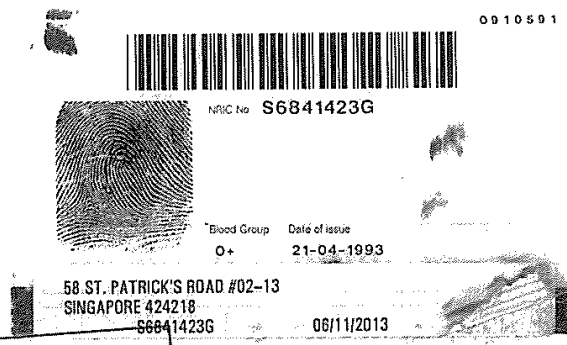 0910591
NRIC No S6841423G
Blood Group Date of issue
O+ 21-04-1993
58 ST. PATRICK'S ROAD #02-13
SINGAPORE 424218
S6841423G 06/11/2013